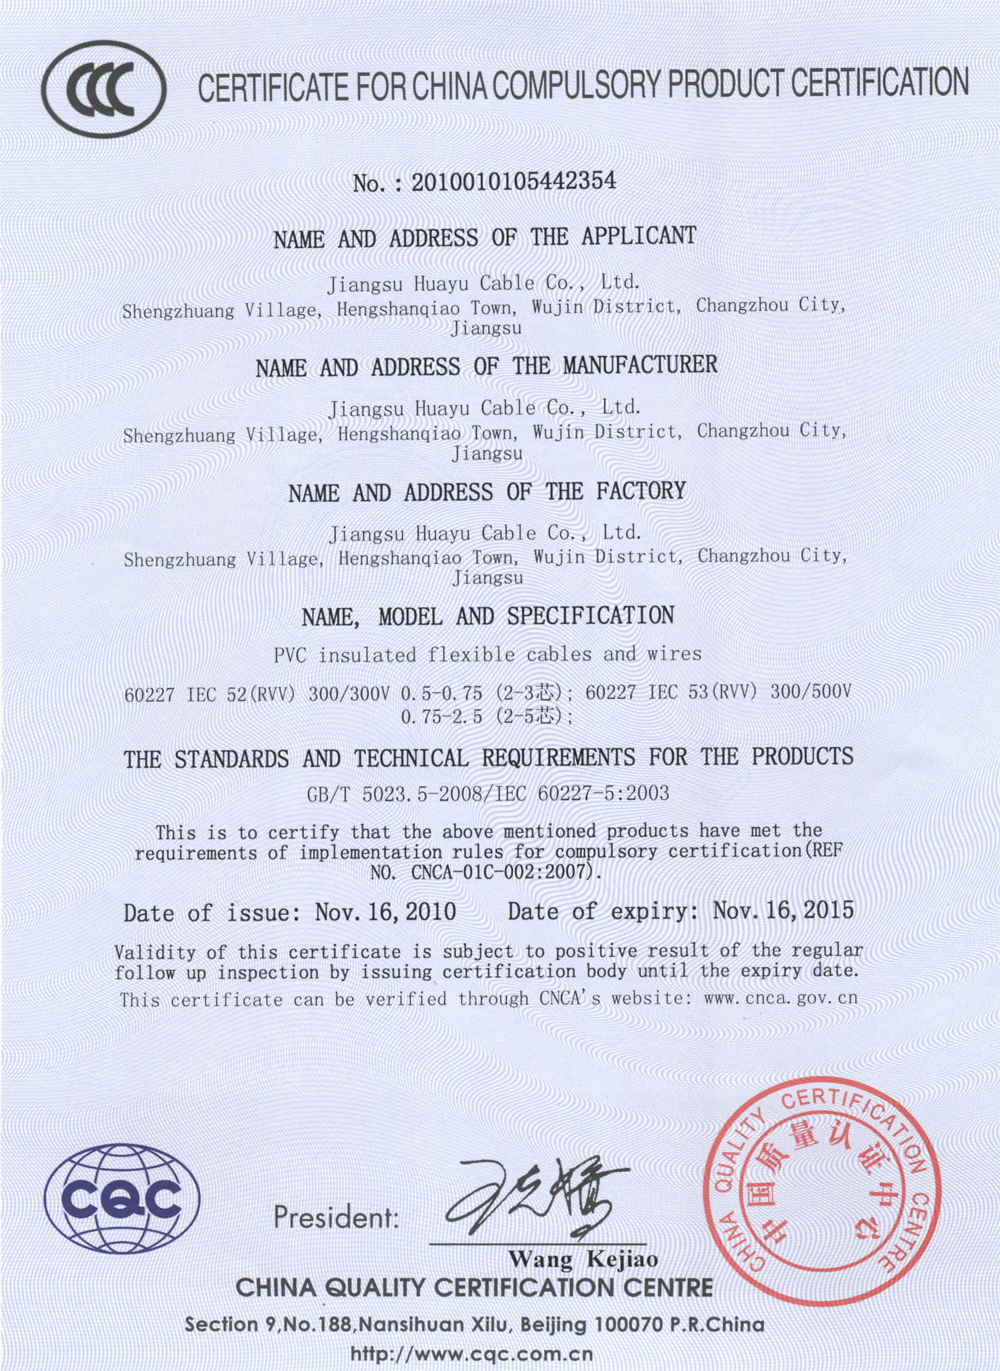 CCC
CERTIFICATE FOR CHINA COMPULSORY PRODUCT CERTIFICATION
No. : 2010010105442354
NAME AND ADDRESS OF THE APPLICANT
Jiangsu Huayu Cable Co., Ltd.
Shengzhuang Village, Hengshanqiao Town, Wujin District, Changzhou City,
Jiangsu
NAME AND ADDRESS OF THE MANUFACTURER
Jiangsu Huayu Cable Co., Ltd.
Shengzhuang Village, Hengshanqiao Town, Wujin District, Changzhou City,
Jiangsu
NAME AND ADDRESS OF THE FACTORY
Jiangsu Huayu Cable Co., Ltd.
Shengzhuang Village, Hengshanqiao Town, Wujin District, Changzhou City,
Jiangsu
NAME, MODEL AND SPECIFICATION
PVC insulated flexible cables and wires
60227 IEC 52(RVV) 300/300V 0.5-0.75 (2-3芯); 60227 IEC 53(RVV) 300/500V
0.75-2.5 (2-5芯);
THE STANDARDS AND TECHNICAL REQUIREMENTS FOR THE PRODUCTS
GB/T 5023.5-2008/IEC 60227-5:2003
This is to certify that the above mentioned products have met the
requirements of implementation rules for compulsory certification(REF
NO. CNCA-01C-002:2007).
Date of issue: Nov.16,2010 Date of expiry: Nov.16,2015
Validity of this certificate is subject to positive result of the regular
follow up inspection by issuing certification body until the expiry date.
This certificate can be verified through CNCA's website: www.cnca.gov.cn
CHINA QUALITY CERTIFICATION CENTRE
中国质量认证中心
CQC
President:
Wang Kejiao
CHINA QUALITY CERTIFICATION CENTRE
Section 9,No.188,Nansihuan Xilu, Beijing 100070 P.R.China
http://www.cqc.com.cn